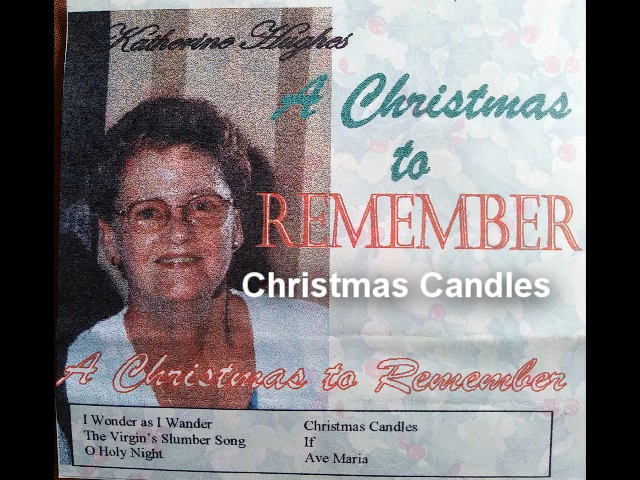 Katherine Hughes
A Christmas
to
REMEMBER
Christmas Candles
A Christmas to Remember
I Wonder as I Wander
The Virgin's Slumber Song
O Holy Night
Christmas Candles
If
Ave Maria